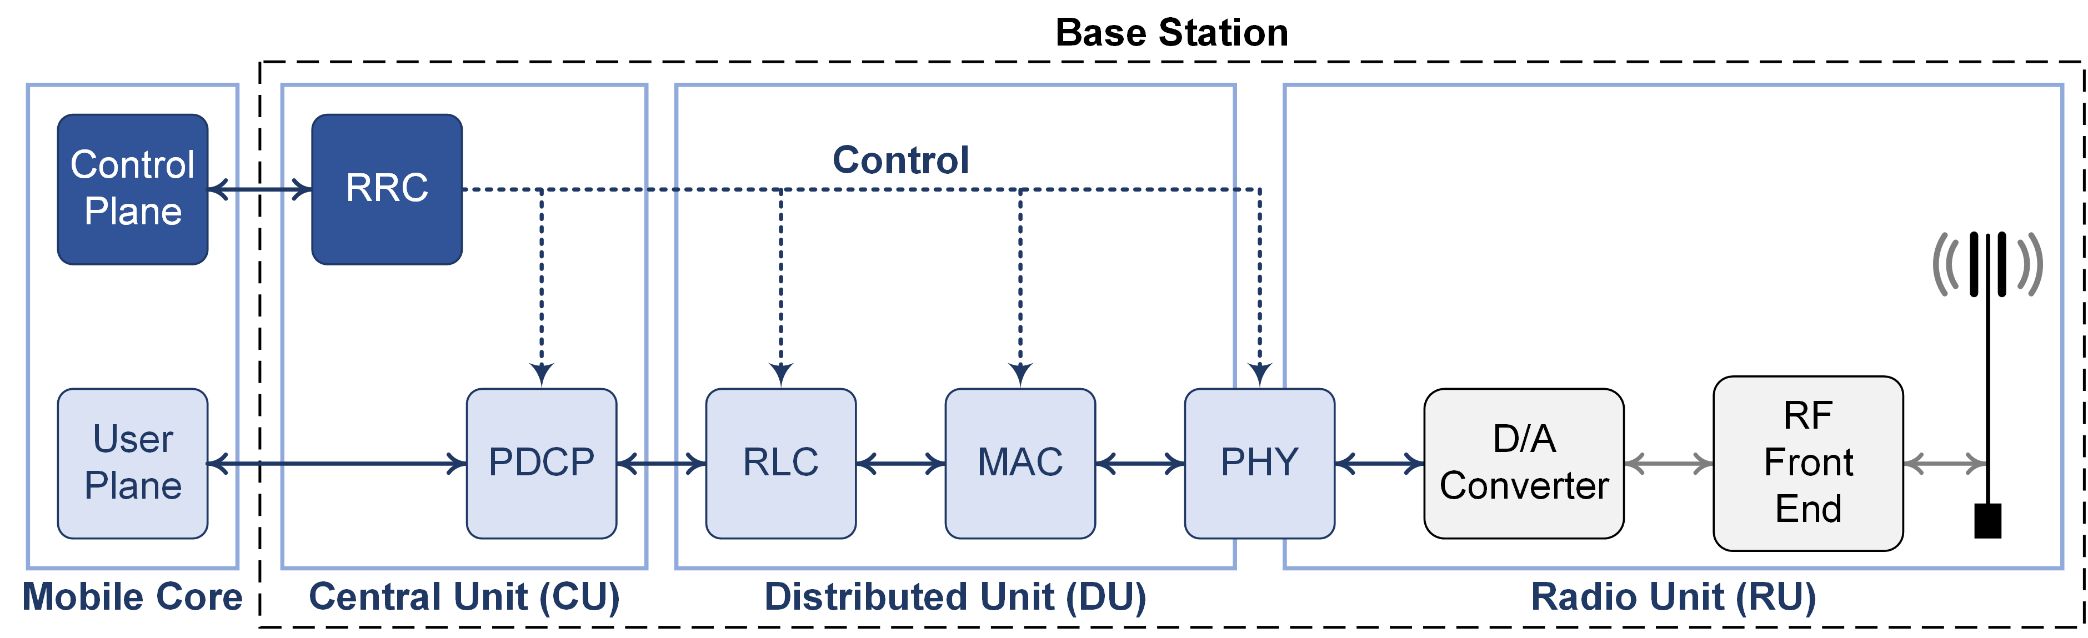 Base Station
Control
Plane
RRC
Control
User
Plane
PDCP
RLC
MAC
PHY
D/A
Converter
RF
Front
End
Mobile Core
Central Unit (CU)
Distributed Unit (DU)
Radio Unit (RU)